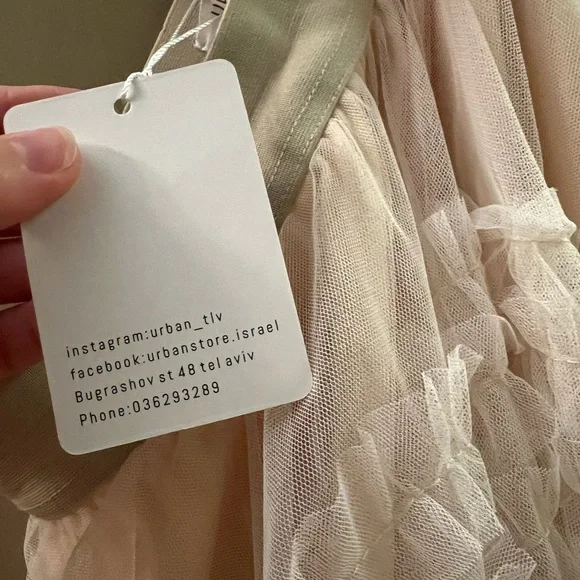 instagram:urban_tlv
facebook:urbanstore.israel
Bugrashov st 48 tel aviv
Phone:036293289